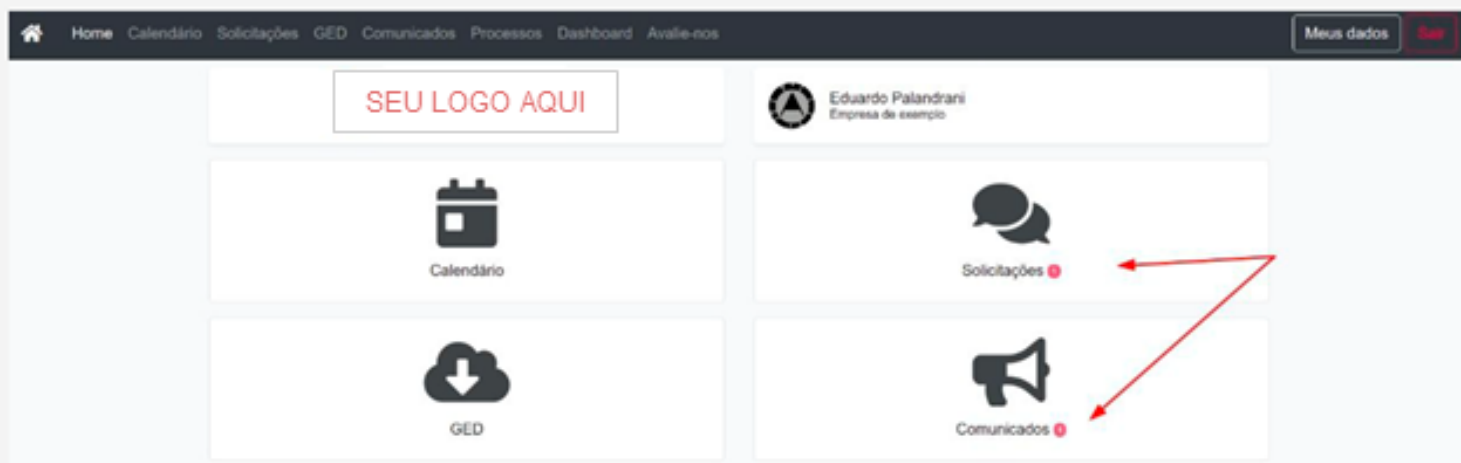 Home Calendário Solicitações GED Comunicados Processos Dashboard Avalie-nos Meus dados Sair
SEU LOGO AQUI
Eduardo Palandrani
Empresa de exemplo
Calendário
Solicitações
GED
Comunicados